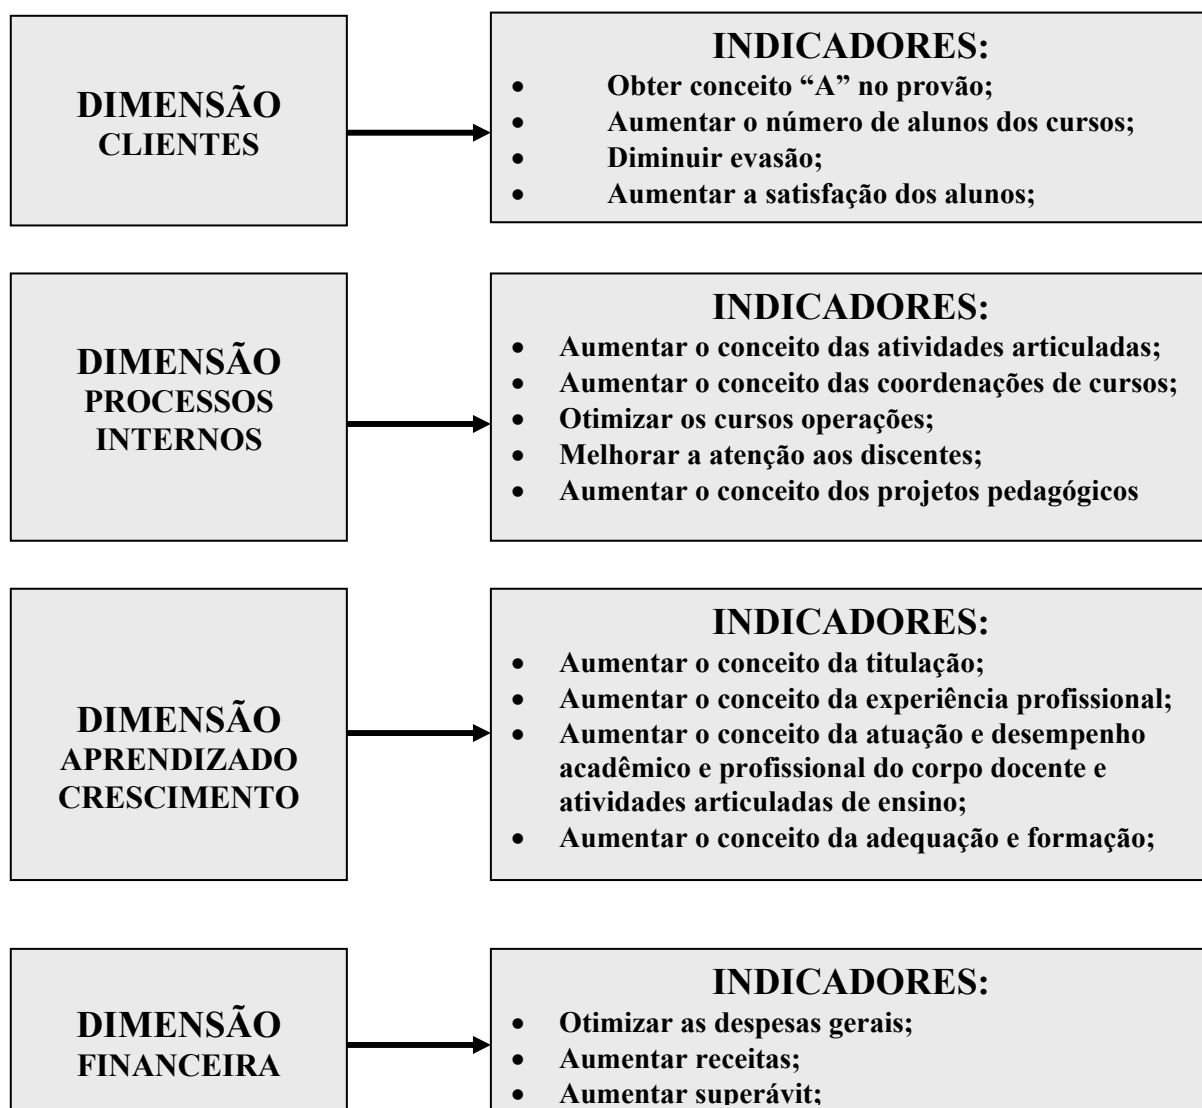 DIMENSÃO
CLIENTES
INDICADORES:
• Obter conceito “A” no provão;
• Aumentar o número de alunos dos cursos;
• Diminuir evasão;
• Aumentar a satisfação dos alunos;
DIMENSÃO
PROCESSOS
INTERNOS
INDICADORES:
• Aumentar o conceito das atividades articuladas;
• Aumentar o conceito das coordenações de cursos;
• Otimizar os cursos operações;
• Melhorar a atenção aos discentes;
• Aumentar o conceito dos projetos pedagógicos
DIMENSÃO
APRENDIZADO
CRESCIMENTO
INDICADORES:
• Aumentar o conceito da titulação;
• Aumentar o conceito da experiência profissional;
• Aumentar o conceito da atuação e desempenho
acadêmico e profissional do corpo docente e
atividades articuladas de ensino;
• Aumentar o conceito da adequação e formação;
DIMENSÃO
FINANCEIRA
INDICADORES:
• Otimizar as despesas gerais;
• Aumentar receitas;
• Aumentar superávit;